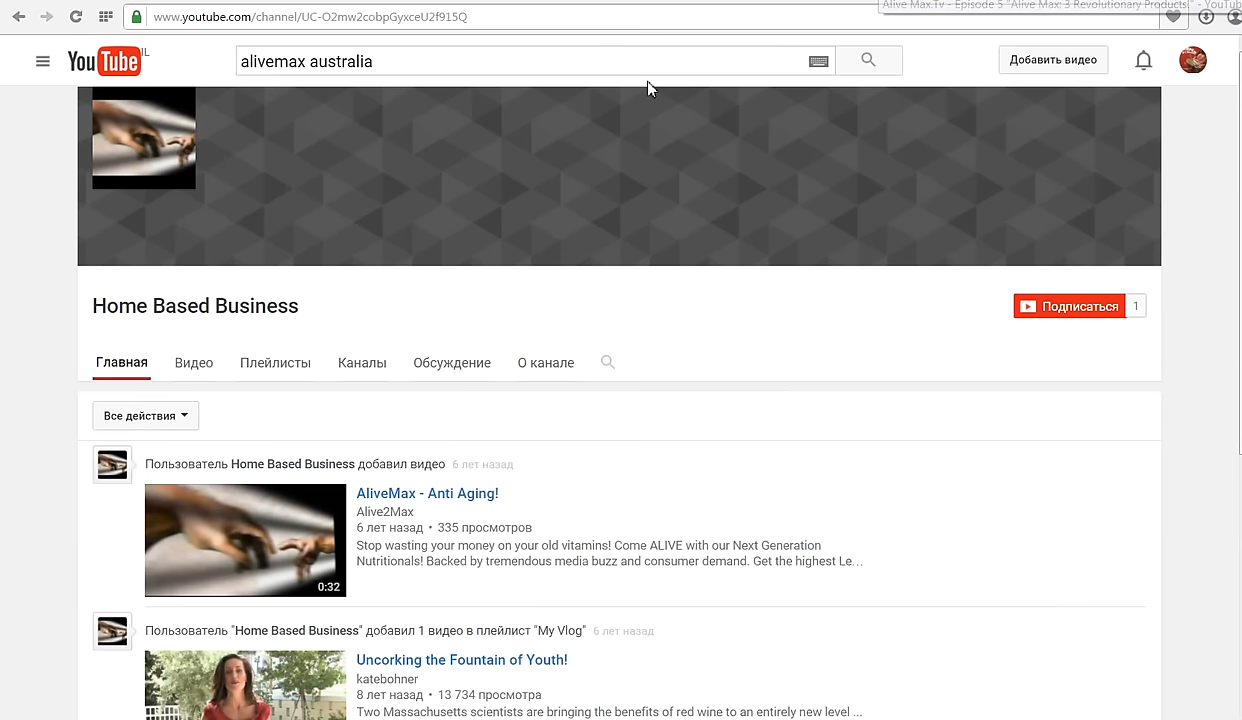 Alive Max.Tv - Episode 5 "Alive Max: 3 Revolutionary Products." - YouTub
www.youtube.com/channel/UC-O2mw2cobpGyxceU2f915Q
YouTube IL
alivemax australia
Добавить видео
Home Based Business
Подписаться 1
Главная Видео Плейлисты Каналы Обсуждение О канале
Все действия
Пользователь Home Based Business добавил видео 6 лет назад
AliveMax - Anti Aging!
Alive2Max
6 лет назад • 335 просмотров
Stop wasting your money on your old vitamins! Come ALIVE with our Next Generation
Nutritionals! Backed by tremendous media buzz and consumer demand. Get the highest Le...
0:32
Пользователь "Home Based Business" добавил 1 видео в плейлист "My Vlog" 6 лет назад
Uncorking the Fountain of Youth!
katebohner
8 лет назад • 13 734 просмотра
Two Massachusetts scientists are bringing the benefits of red wine to an entirely new level ...